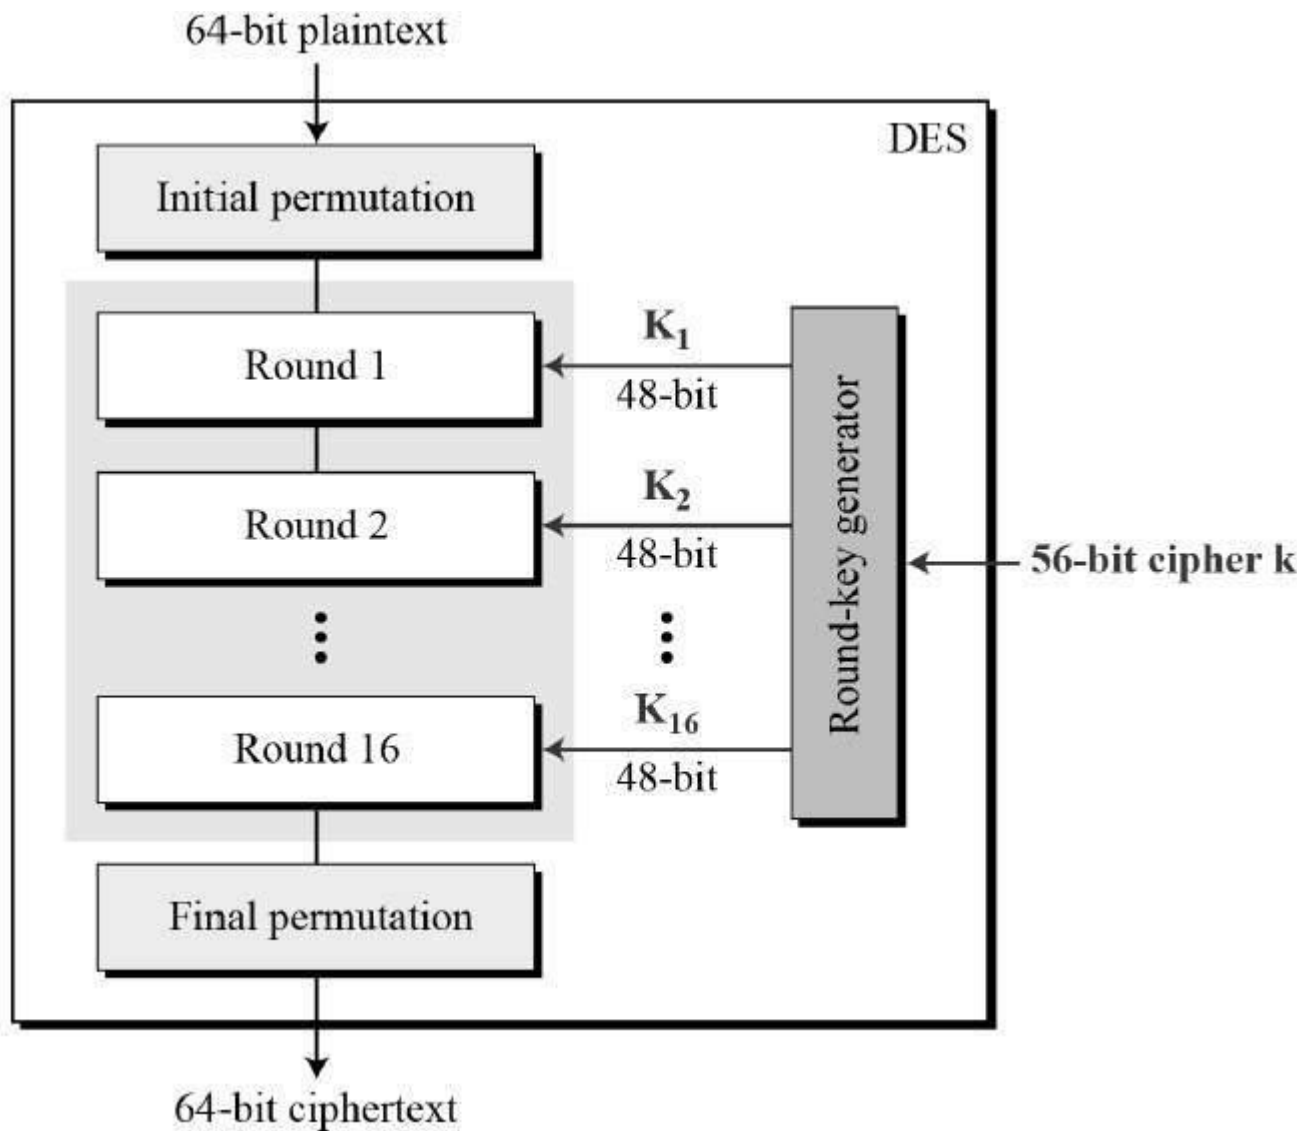 64-bit plaintext
DES
Initial permutation
Round 1
K1
48-bit
Round 2
K2
48-bit
Round-key generator
56-bit cipher k
Round 16
K16
48-bit
Final permutation
64-bit ciphertext